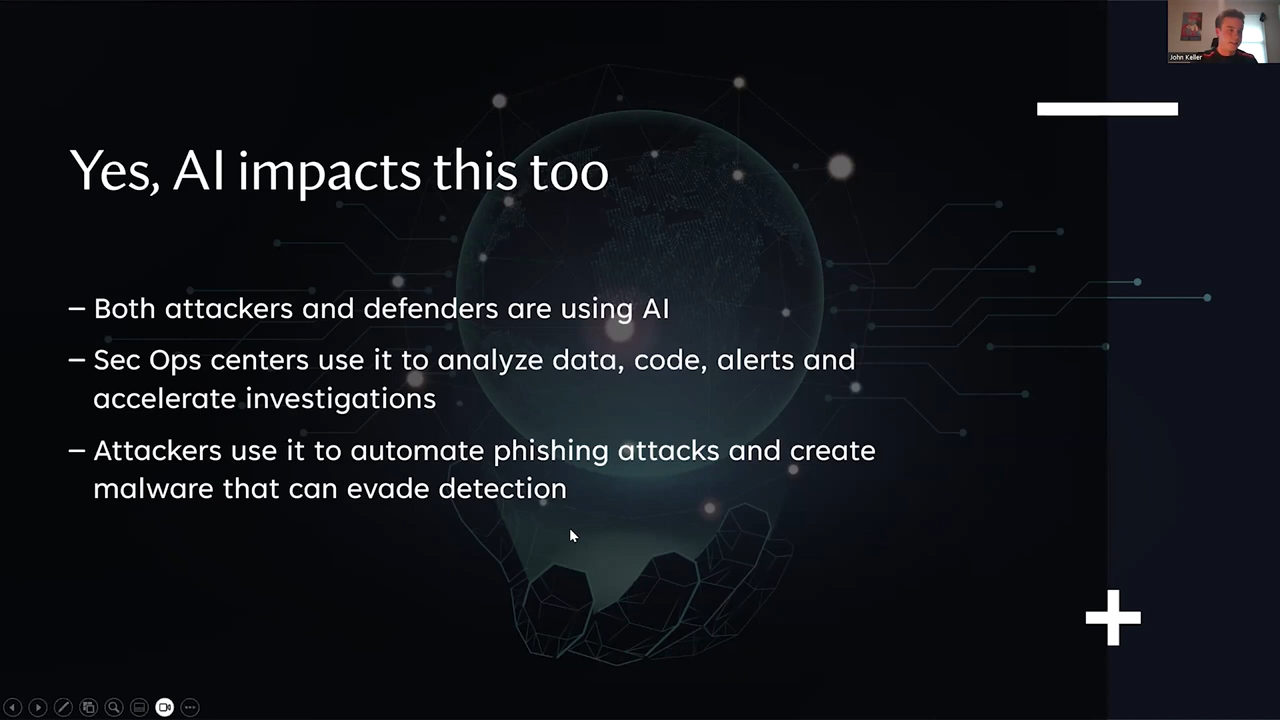 John Keller
Yes, AI impacts this too
– Both attackers and defenders are using AI
– Sec Ops centers use it to analyze data, code, alerts and
accelerate investigations
– Attackers use it to automate phishing attacks and create
malware that can evade detection